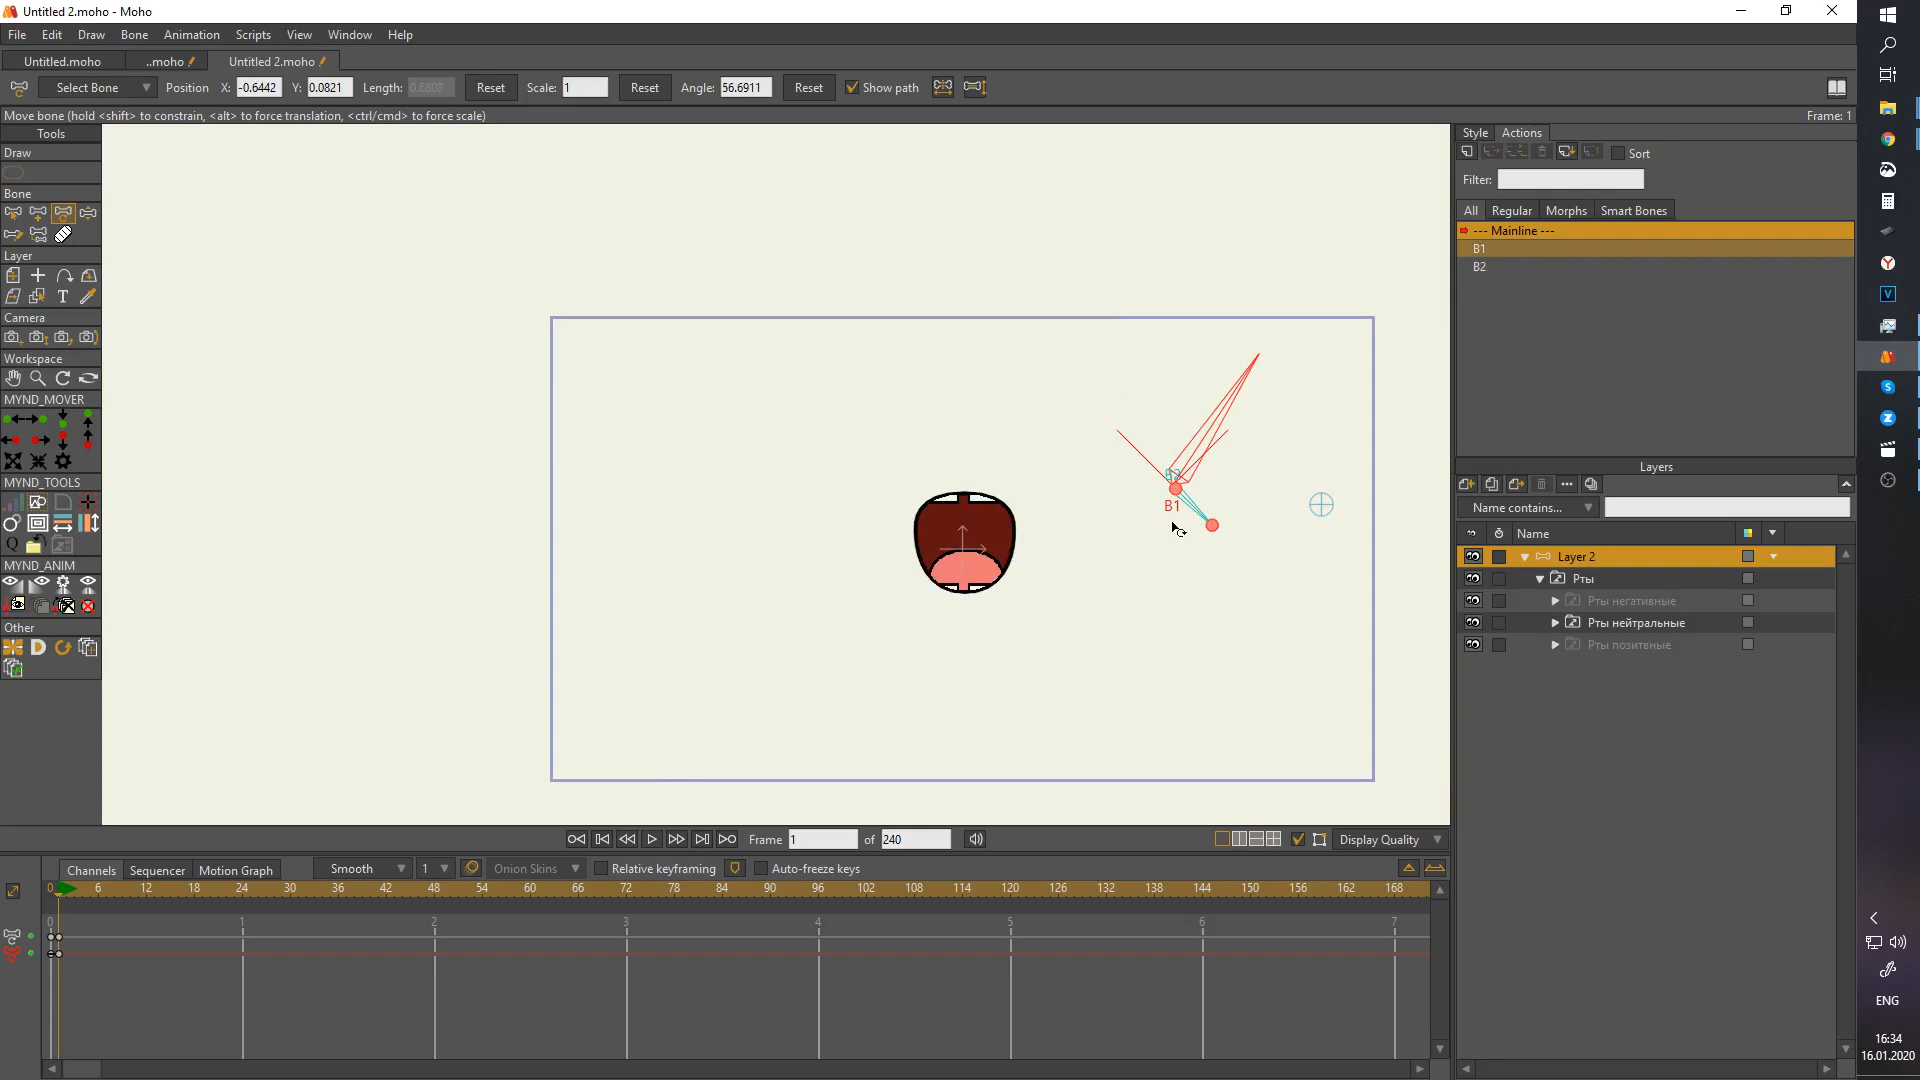 Untitled 2.moho - Moho
File Edit Draw Bone Animation Scripts View Window Help
Untitled.moho ..moho Untitled 2.moho
Select Bone Position X: -0.6442 Y: 0.0821 Length: 0.6808 Reset Scale: 1 Reset Angle: 56.6911 Reset Show path
Move bone (hold <shift> to constrain, <alt> to force translation, <ctrl/cmd> to force scale) Frame: 1
Tools
Draw
Bone
Layer
Camera
Workspace
MYND_MOVER
MYND_TOOLS
MYND_ANIM
Other
B2
B1
Style Actions
Sort
Filter:
All Regular Morphs Smart Bones
--- Mainline ---
B1
B2
Layers
Name contains...
Name
Layer 2
Рты
Рты негативные
Рты нейтральные
Рты позитвные
Frame 1 of 240 Display Quality
Channels Sequencer Motion Graph Smooth 1 Onion Skins Relative keyframing Auto-freeze keys
0 6 12 18 24 30 36 42 48 54 60 66 72 78 84 90 96 102 108 114 120 126 132 138 144 150 156 162 168
0 1 2 3 4 5 6 7
ENG
16:34
16.01.2020